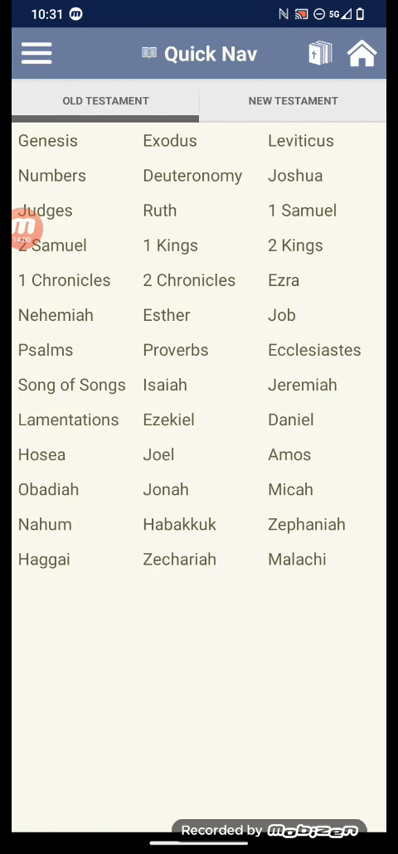 10:31 5G
Quick Nav
OLD TESTAMENT NEW TESTAMENT
Genesis Exodus Leviticus
Numbers Deuteronomy Joshua
Judges Ruth 1 Samuel
2 Samuel 1 Kings 2 Kings
1 Chronicles 2 Chronicles Ezra
Nehemiah Esther Job
Psalms Proverbs Ecclesiastes
Song of Songs Isaiah Jeremiah
Lamentations Ezekiel Daniel
Hosea Joel Amos
Obadiah Jonah Micah
Nahum Habakkuk Zephaniah
Haggai Zechariah Malachi
Recorded by mobizen